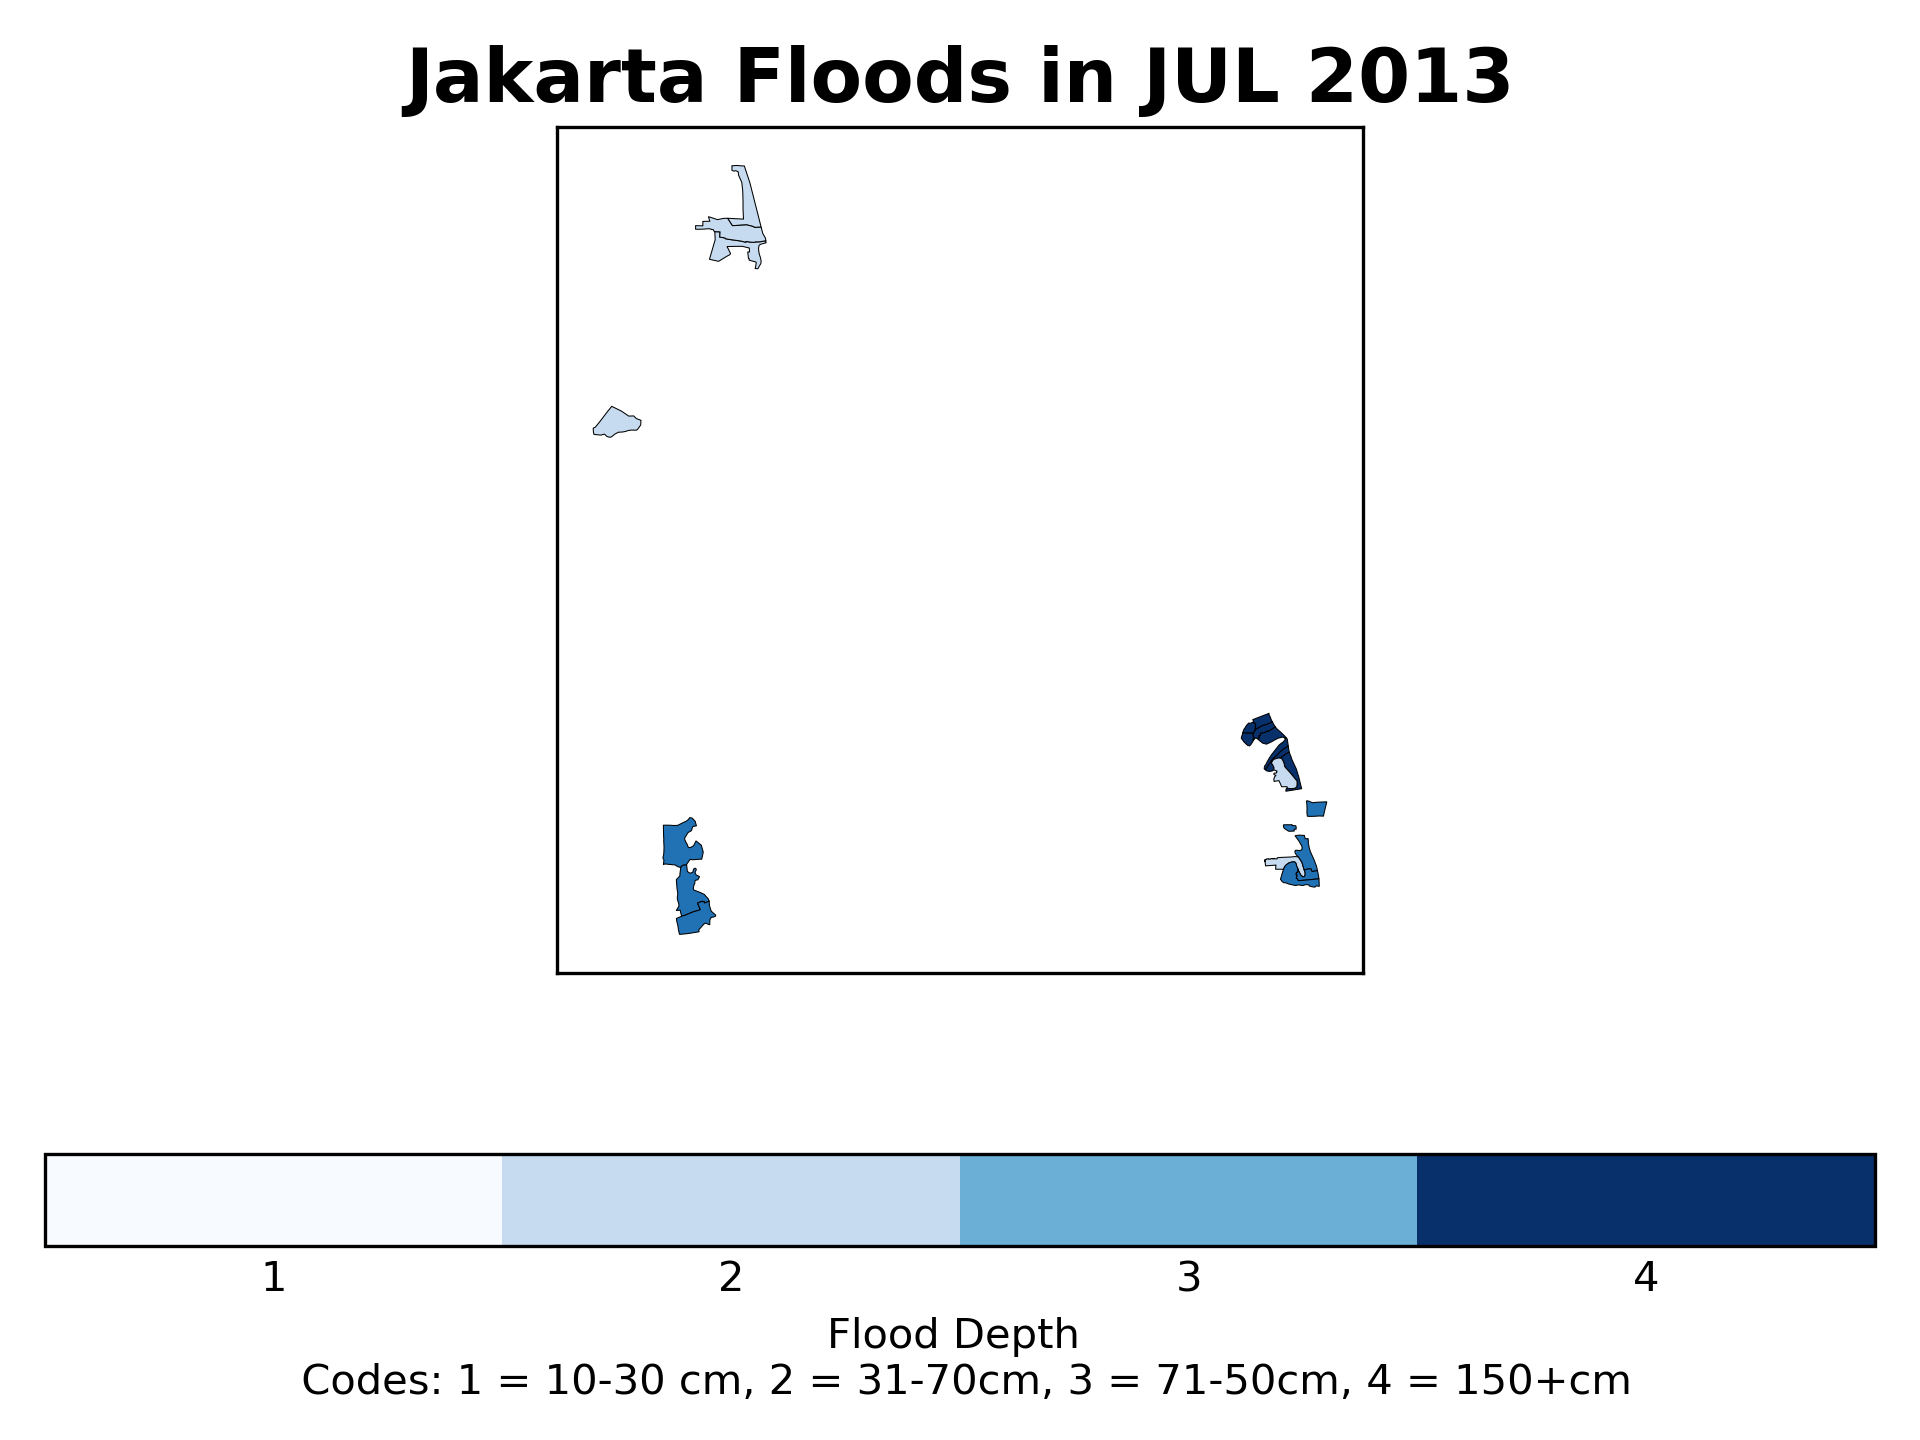 Jakarta Floods in JUL 2013
1 2 3 4
Flood Depth
Codes: 1 = 10-30 cm, 2 = 31-70cm, 3 = 71-50cm, 4 = 150+cm